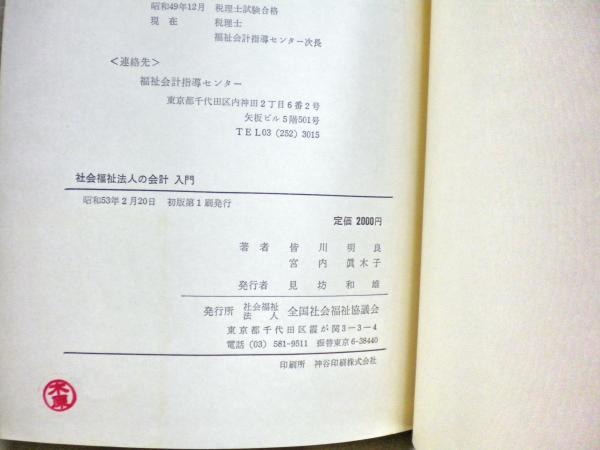 昭和49年12月 税理士試験合格
現在 税理士
福祉会計指導センター次長
<連絡先>
福祉会計指導センター
東京都千代田区内神田2丁目6番2号
矢板ビル5階501号
TEL03 (252) 3015
社会福祉法人の会計 入門
昭和53年2月20日 初版第1刷発行
定価 2000円
著者 皆川明良
宮内眞木子
発行者 見坊和雄
発行所 社会福祉法人 全国社会福祉協議会
東京都千代田区霞が関3-3-4
電話 (03) 581-9511 振替東京6-38440
印刷所 神谷印刷株式会社